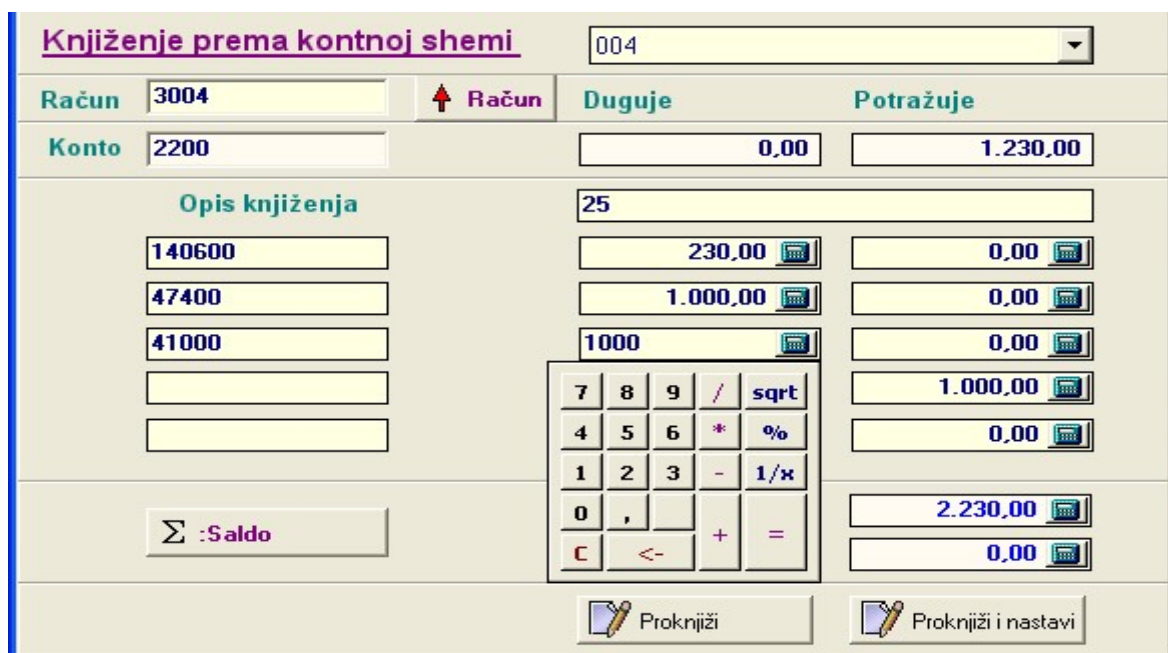 Knjiženje prema kontnoj shemi 004
Račun 3004 Račun Duguje Potražuje
Konto 2200 0,00 1.230,00
Opis knjiženja 25
140600 230,00 0,00
47400 1.000,00 0,00
41000 1000 0,00
1.000,00
0,00
7 8 9 / sqrt
4 5 6 * %
1 2 3 - 1/x
0 , + =
C <-
Σ :Saldo 2.230,00
0,00
Proknjiži Proknjiži i nastavi